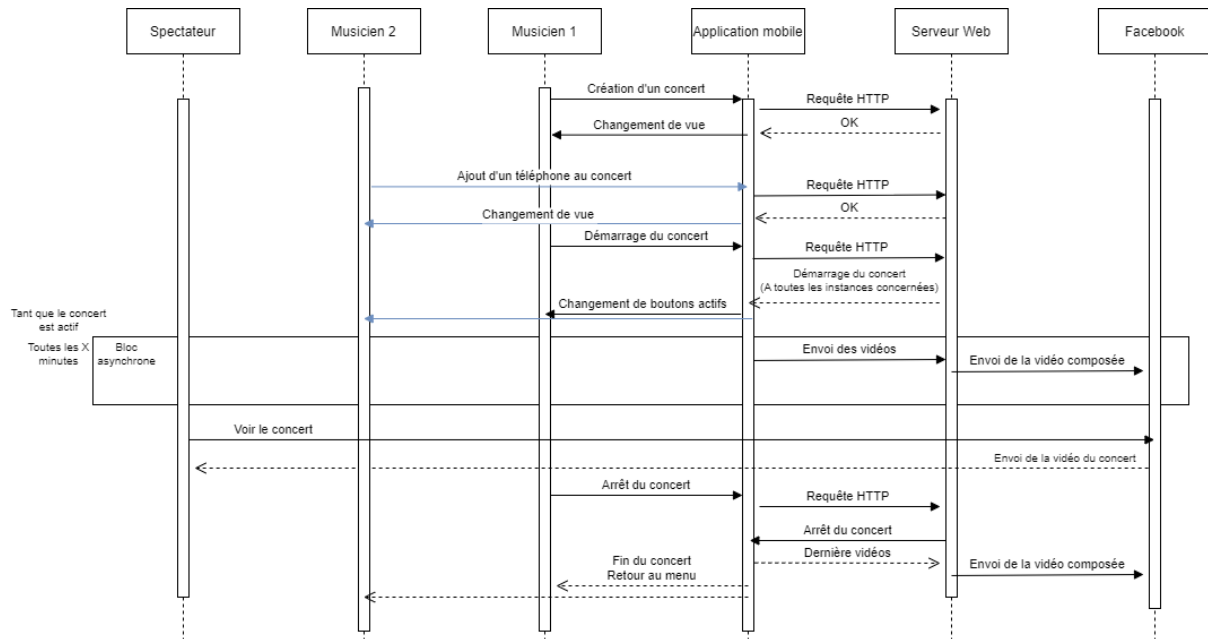 Spectateur
Musicien 2
Musicien 1
Application mobile
Serveur Web
Facebook
Création d'un concert
Requête HTTP
OK
Changement de vue
Ajout d'un téléphone au concert
Requête HTTP
OK
Changement de vue
Démarrage du concert
Requête HTTP
Démarrage du concert
(A toutes les instances concernées)
Changement de boutons actifs
Tant que le concert
est actif
Toutes les X
minutes
Bloc
asynchrone
Envoi des vidéos
Envoi de la vidéo composée
Voir le concert
Envoi de la vidéo du concert
Arrêt du concert
Requête HTTP
Arrêt du concert
Dernière vidéos
Fin du concert
Retour au menu
Envoi de la vidéo composée